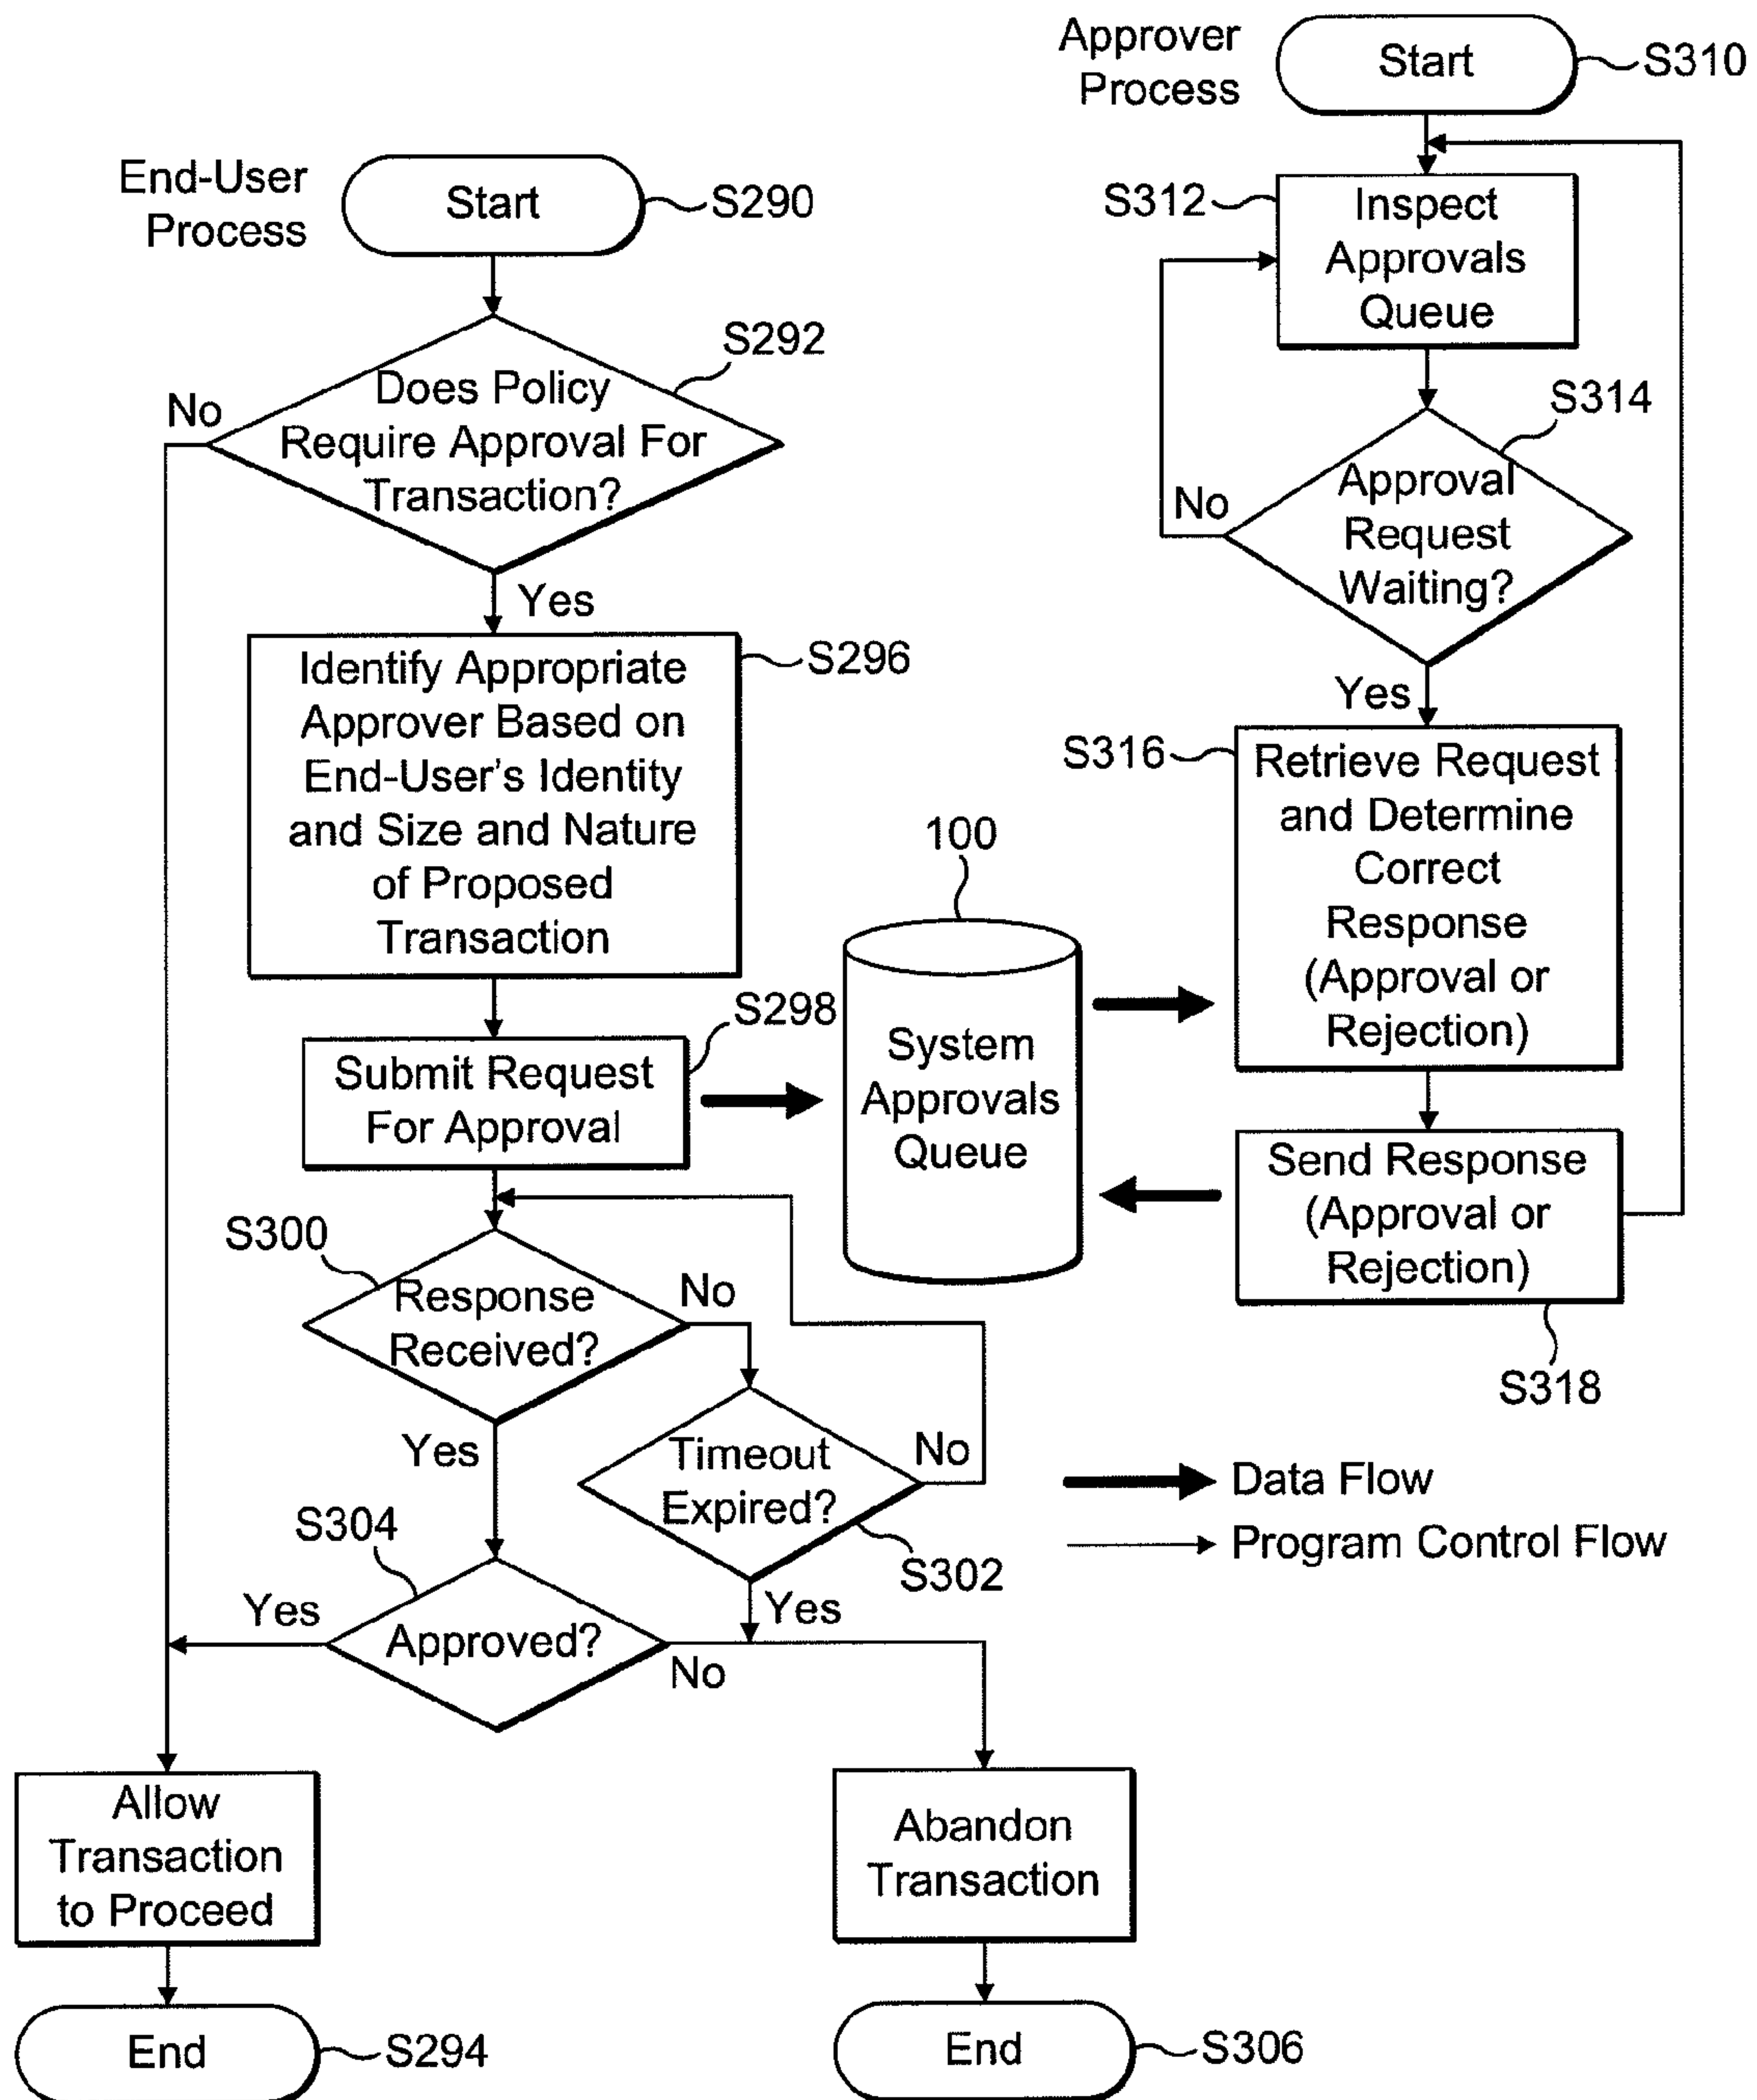 Approver
Process
Start
S310
End-User
Process
Start
S290
S312
Inspect
Approvals
Queue
S292
No
Does Policy
Require Approval For
Transaction?
S314
No
Approval
Request
Waiting?
Yes
Yes
S296
Identify Appropriate
Approver Based on
End-User's Identity
and Size and Nature
of Proposed
Transaction
S316
Retrieve Request
and Determine
Correct
Response
(Approval or
Rejection)
100
System
Approvals
Queue
S298
Submit Request
For Approval
Send Response
(Approval or
Rejection)
S318
S300
Response
Received?
No
Yes
Timeout
Expired?
No
S302
Yes
Data Flow
Program Control Flow
S304
Yes
Approved?
No
Allow
Transaction
to Proceed
Abandon
Transaction
End
S294
End
S306